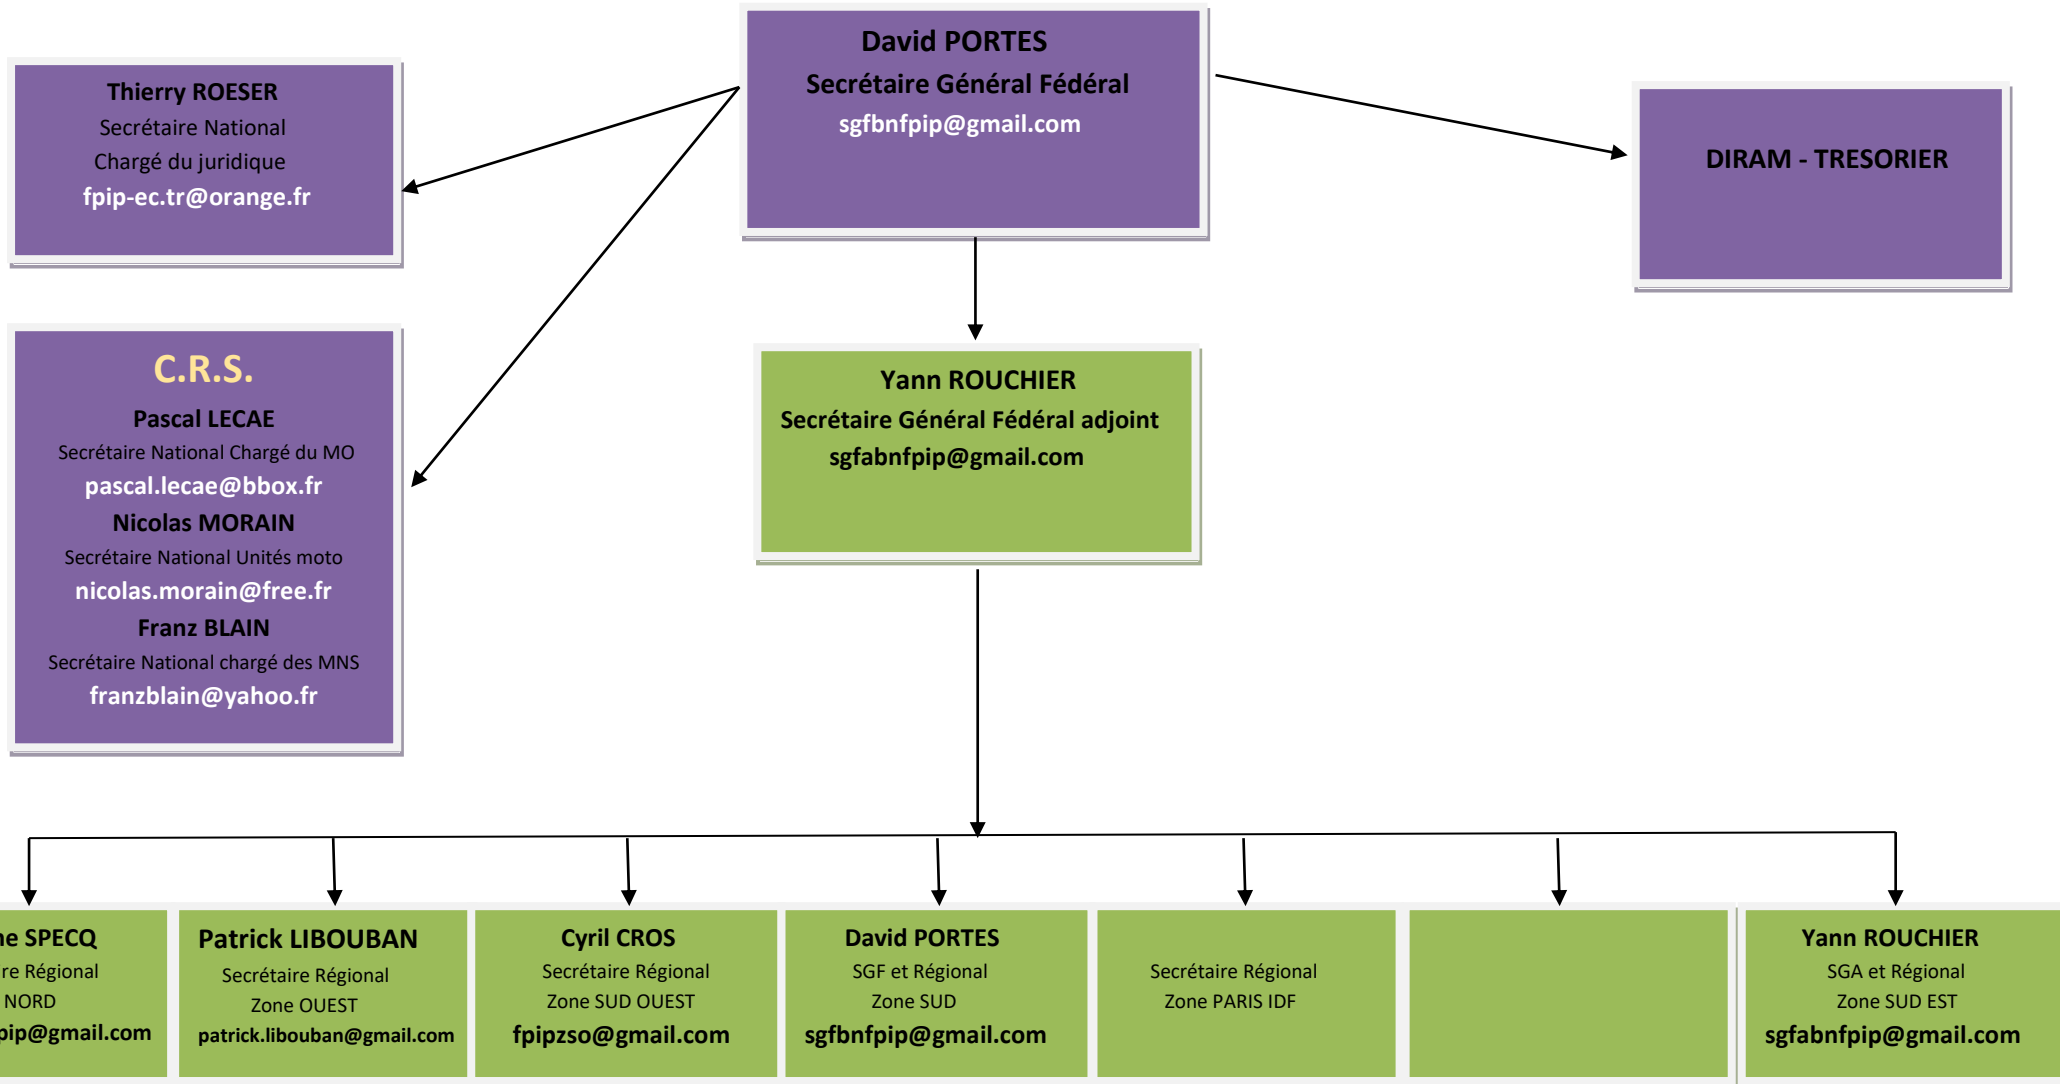 David PORTES
Secrétaire Général Fédéral
sgfbnfpip@gmail.com
Thierry ROESER
Secrétaire National
Chargé du juridique
fpip-ec.tr@orange.fr
DIRAM - TRESORIER
C.R.S.
Pascal LECAE
Secrétaire National Chargé du MO
pascal.lecae@bbox.fr
Nicolas MORAIN
Secrétaire National Unités moto
nicolas.morain@free.fr
Franz BLAIN
Secrétaire National chargé des MNS
franzblain@yahoo.fr
Yann ROUCHIER
Secrétaire Général Fédéral adjoint
sgfabnfpip@gmail.com
SPECQ
Régional
NORD
Patrick LIBOUBAN
Secrétaire Régional
Zone OUEST
patrick.libouban@gmail.com
Cyril CROS
Secrétaire Régional
Zone SUD OUEST
fpipzso@gmail.com
David PORTES
SGF et Régional
Zone SUD
sgfbnfpip@gmail.com
Secrétaire Régional
Zone PARIS IDF
Yann ROUCHIER
SGA et Régional
Zone SUD EST
sgfabnfpip@gmail.com